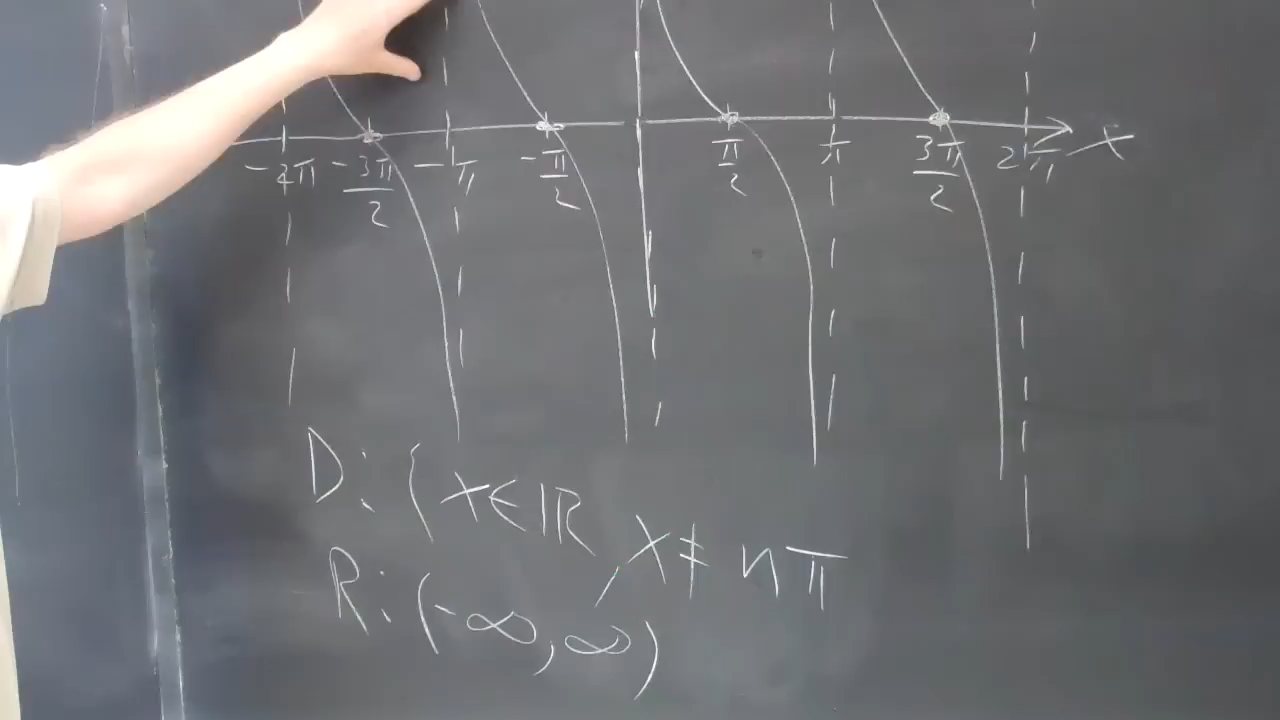 -2π -3π/2 -π -π/2 π/2 π 3π/2 2π x
D: { x ∈ ℝ, x ≠ nπ
R: (-∞, ∞)